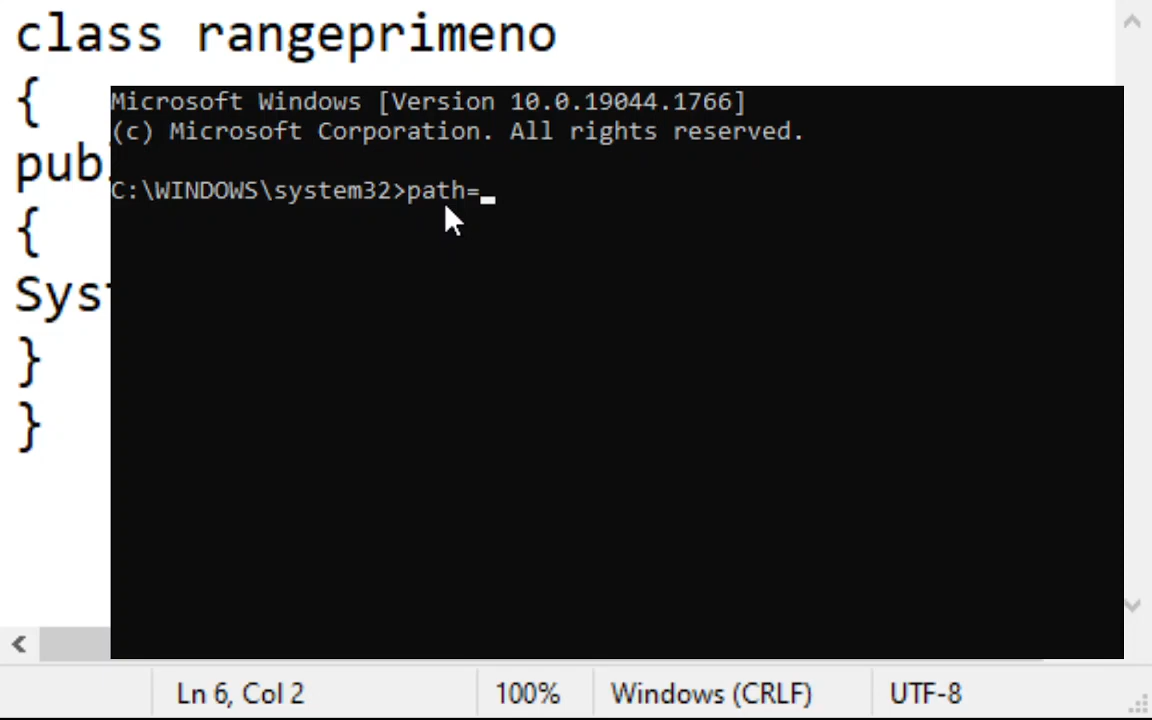 class rangeprimeno
{
Microsoft Windows [Version 10.0.19044.1766]
(c) Microsoft Corporation. All rights reserved.
publ
C:\WINDOWS\system32>path=
{
Syst
}
}
Ln 6, Col 2
100%
Windows (CRLF)
UTF-8